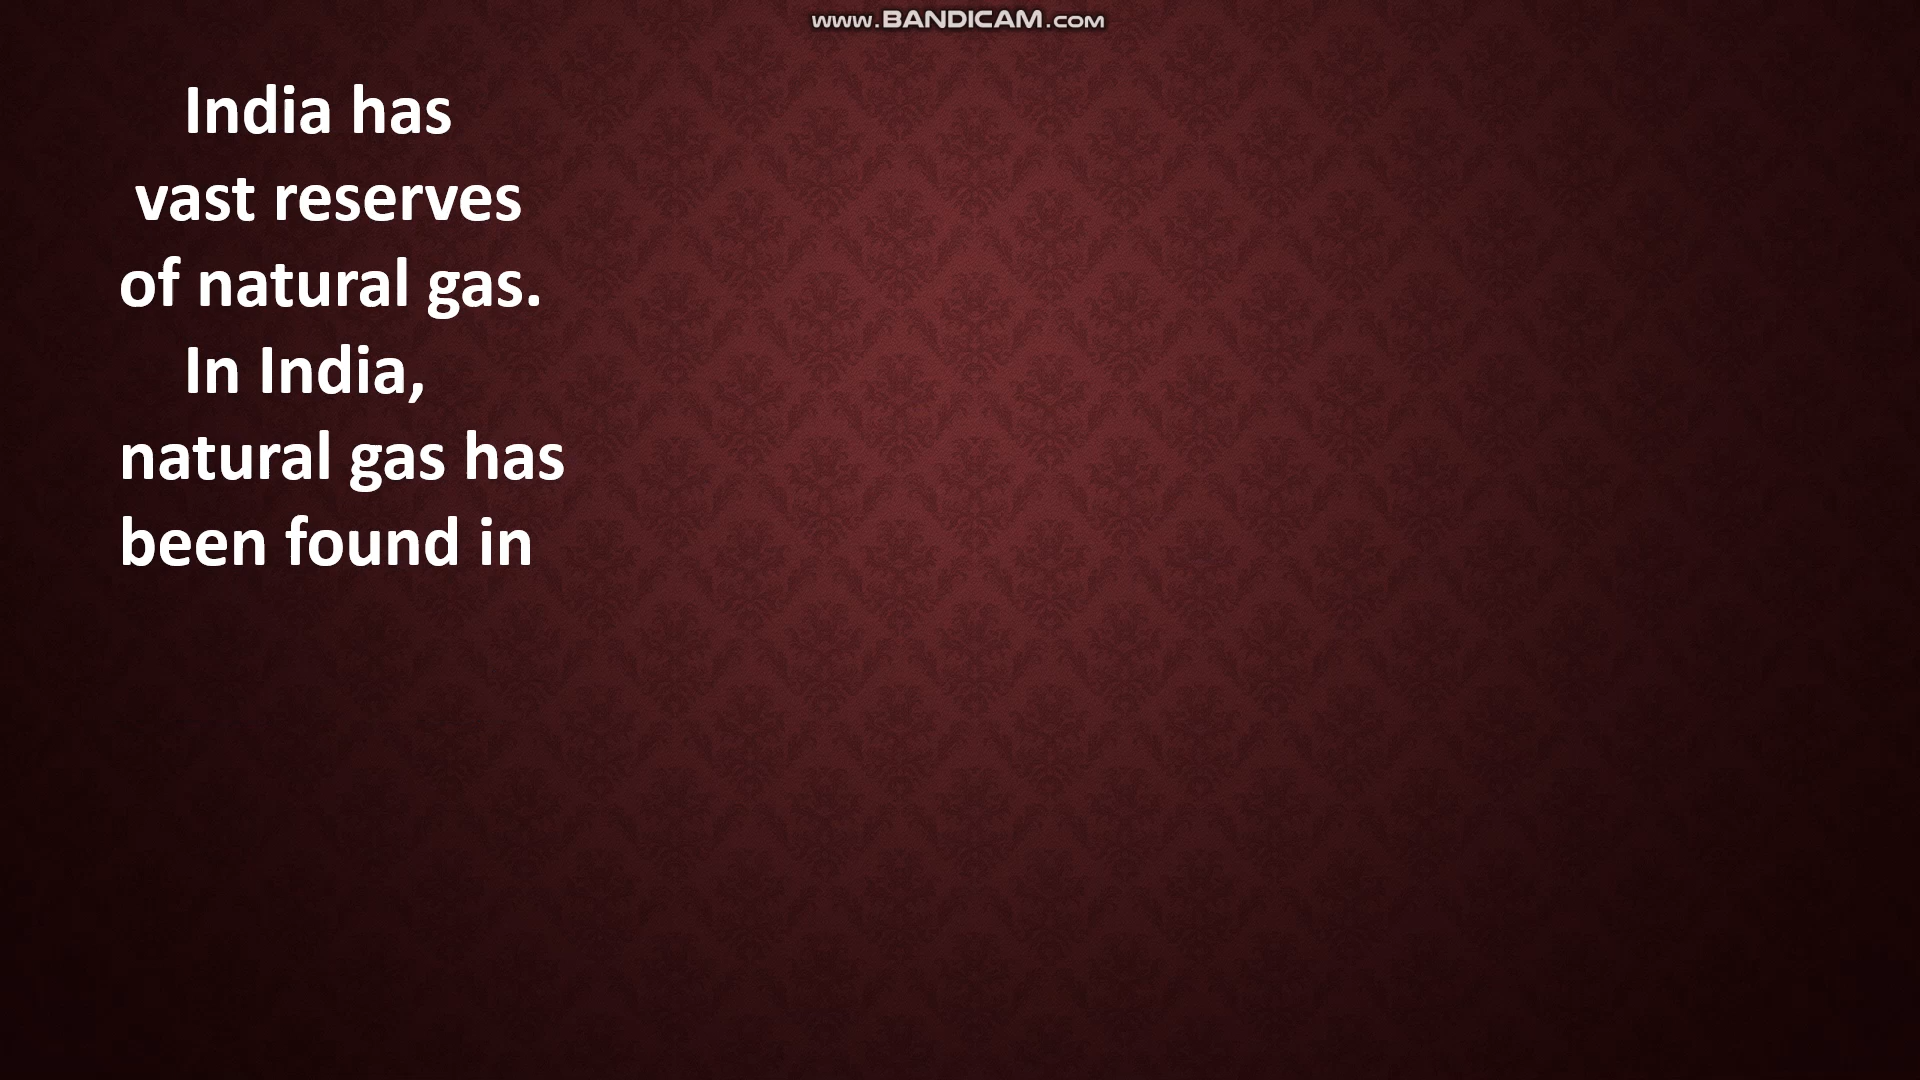 www.BANDICAM.com
India has
vast reserves
of natural gas.
In India,
natural gas has
been found in